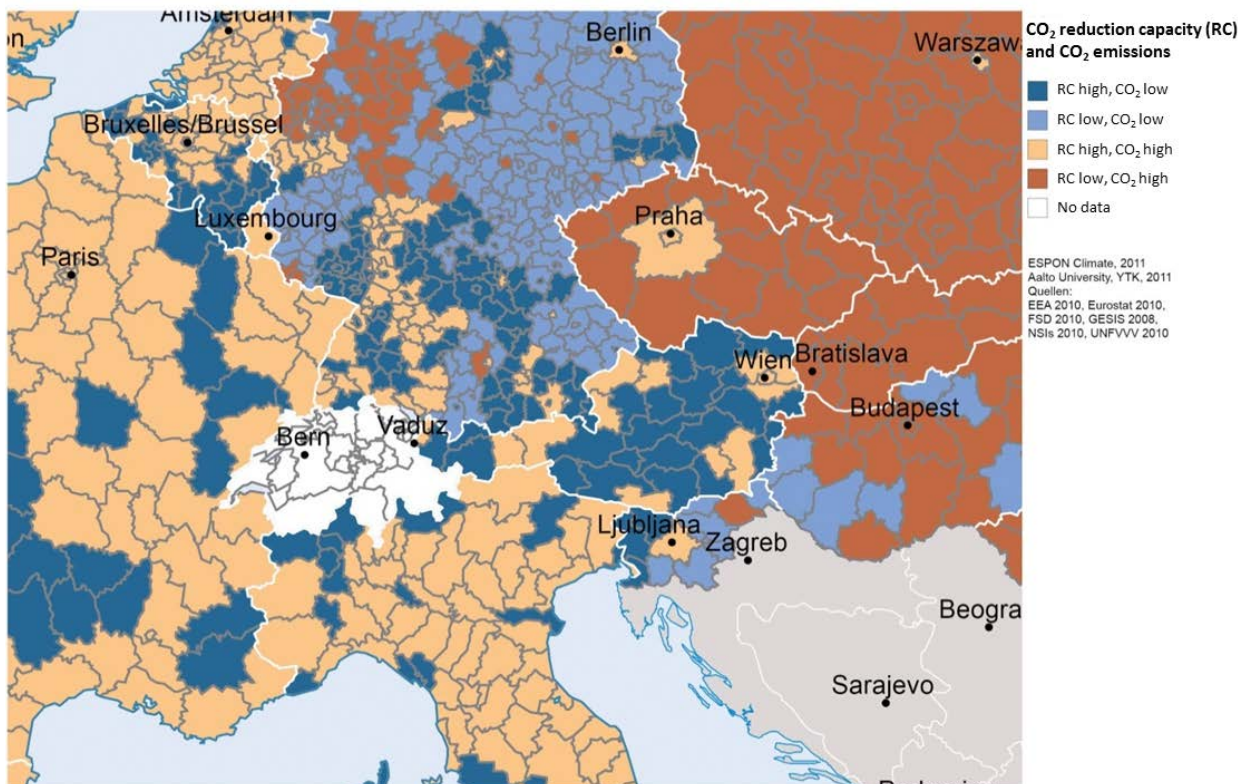 Amsterdam
on
Berlin
Warszaw
Bruxelles/Brussel
Luxembourg
Praha
Paris
Wien
Bratislava
Budapest
Bern
Vaduz
Ljubljana
Zagreb
Beogra
Sarajevo
CO₂ reduction capacity (RC)
and CO₂ emissions
RC high, CO₂ low
RC low, CO₂ low
RC high, CO₂ high
RC low, CO₂ high
No data
ESPON Climate, 2011
Aalto University, YTK, 2011
Quellen:
EEA 2010, Eurostat 2010,
FSD 2010, GESIS 2008,
NSIs 2010, UNFVVV 2010